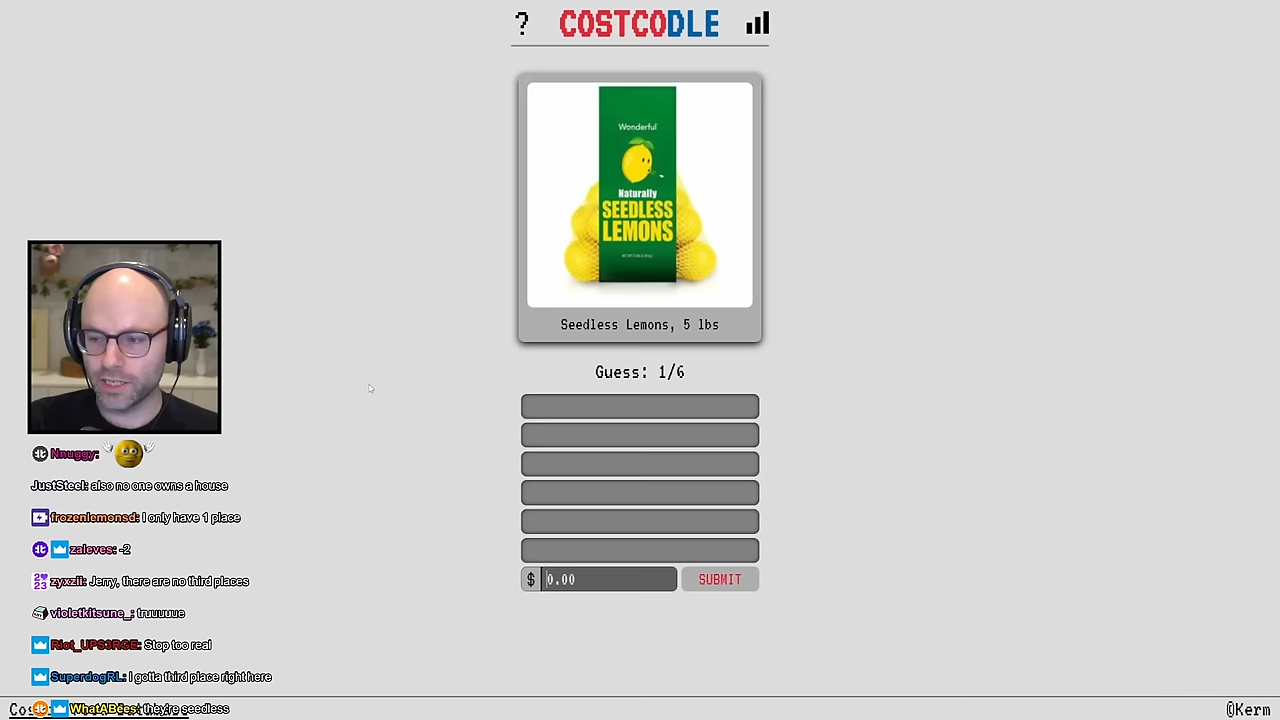 ?
COSTCODLE
Wonderful
Naturally
SEEDLESS
LEMONS
Seedless Lemons, 5 lbs
Guess: 1/6
$ 0.00
SUBMIT
Nnuggy:
JustSteel: also no one owns a house
frozenlemonsd: I only have 1 place
zaleves: -2
zyxzii: Jerry, there are no third places
violetkitsune_: truuuuue
Riot_UPS3RGE: Stop too real
SuperdogRL: I gotta third place right here
WhatABees: they're seedless
@Kerm